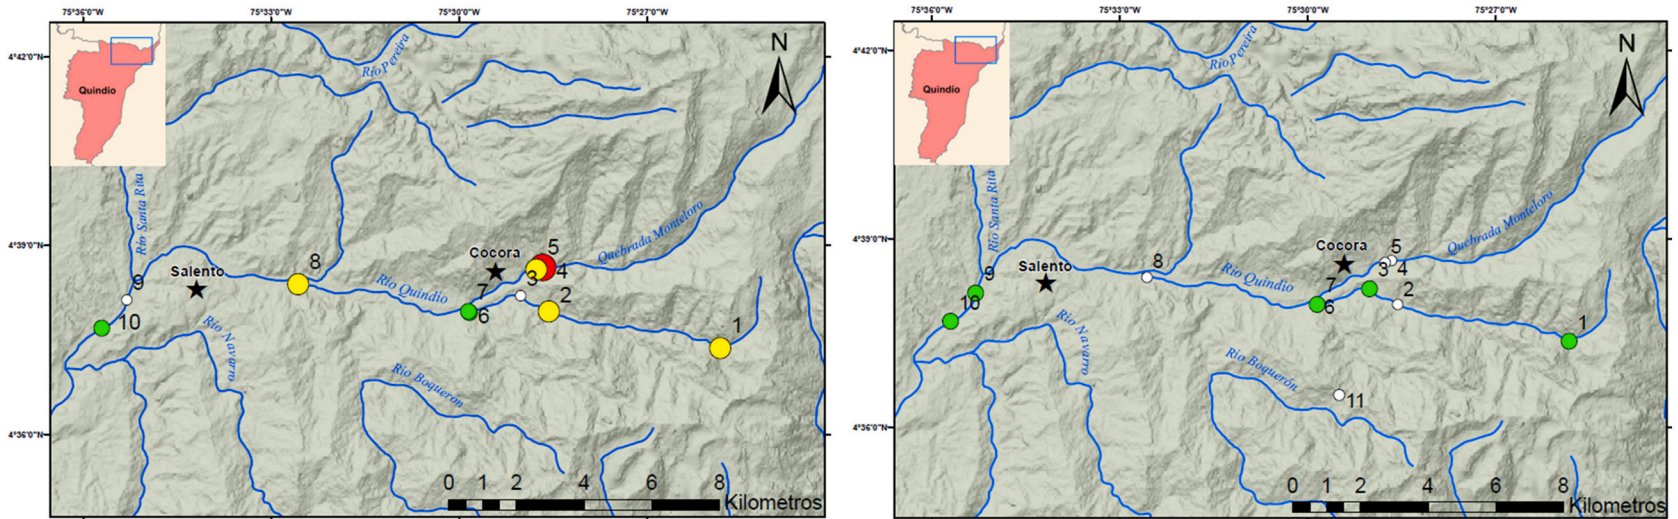 75°36'0"W 75°33'0"W 75°30'0"W 75°27'0"W
4°42'0"N
4°39'0"N
4°36'0"N
Quindío
N
Río Pereira
Río Santa Rita
Quebrada Monteloro
Cocora
Salento
Río Quindío
Río Navarro
Río Boquerón
1
2
3
4
5
6
7
8
9
10
0 1 2 4 6 8
Kilometros
75°36'0"W 75°33'0"W 75°30'0"W 75°27'0"W
4°42'0"N
4°39'0"N
4°36'0"N
Quindío
N
Río Pereira
Río Santa Rita
Quebrada Monteloro
Cocora
Salento
Río Quindío
Río Navarro
Río Boquerón
1
2
3
4
5
6
7
8
9
10
11
0 1 2 4 6 8
Kilometros